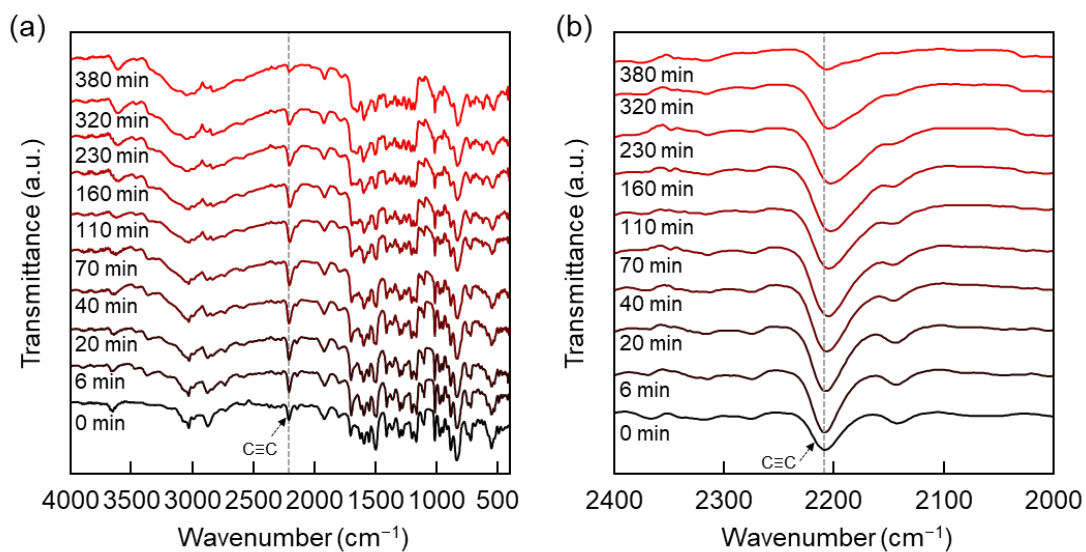 (a)
Transmittance (a.u.)
380 min
320 min
230 min
160 min
110 min
70 min
40 min
20 min
6 min
0 min
C≡C
4000 3000 2500 2000 1500 1000 500
Wavenumber (cm⁻¹)
(b)
Transmittance (a.u.)
380 min
320 min
230 min
160 min
110 min
70 min
40 min
20 min
6 min
0 min
C≡C
2400 2300 2200 2100 2000
Wavenumber (cm⁻¹)